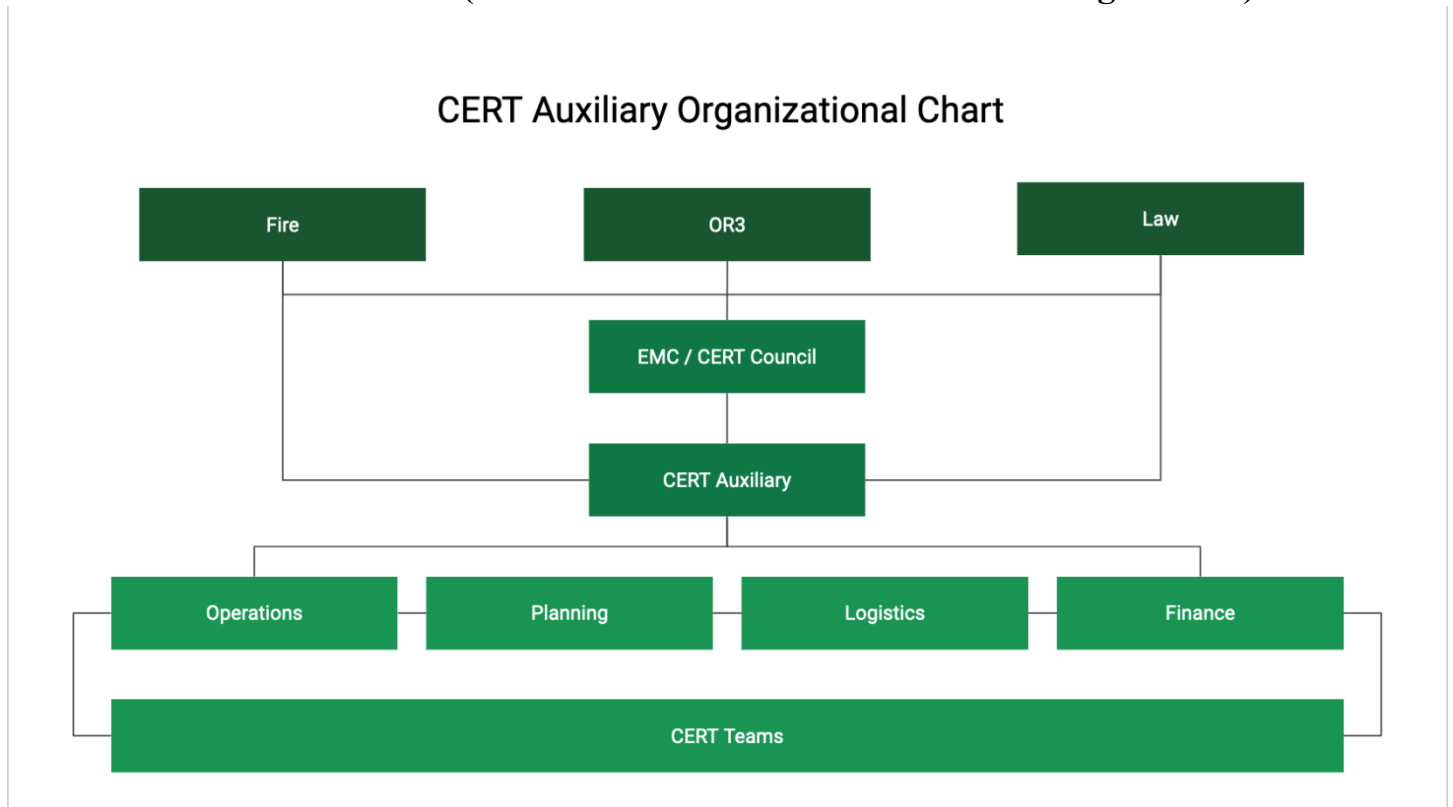 CERT Auxiliary Organizational Chart
Fire
OR3
Law
EMC / CERT Council
CERT Auxiliary
Operations
Planning
Logistics
Finance
CERT Teams